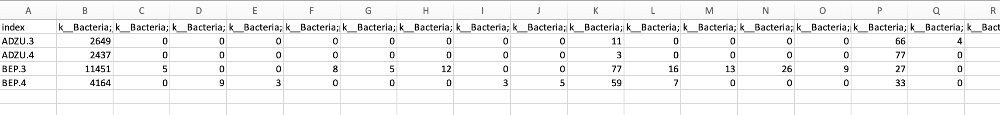 A B C D E F G H I J K L M N O P Q R
index k__Bacteria; k__Bacteria; k__Bacteria; k__Bacteria; k__Bacteria; k__Bacteria; k__Bacteria; k__Bacteria; k__Bacteria; k__Bacteria; k__Bacteria; k__Bacteria; k__Bacteria; k__Bacteria; k__Bacteria; k__Bacteria; k__Bact
ADZU.3 2649 0 0 0 0 0 0 0 0 11 0 0 0 0 66 4
ADZU.4 2437 0 0 0 0 0 0 0 0 3 0 0 0 0 77 0
BEP.3 11451 5 0 0 8 5 12 0 0 77 16 13 26 9 27 0
BEP.4 4164 0 9 3 0 0 0 3 5 59 7 0 0 0 33 0